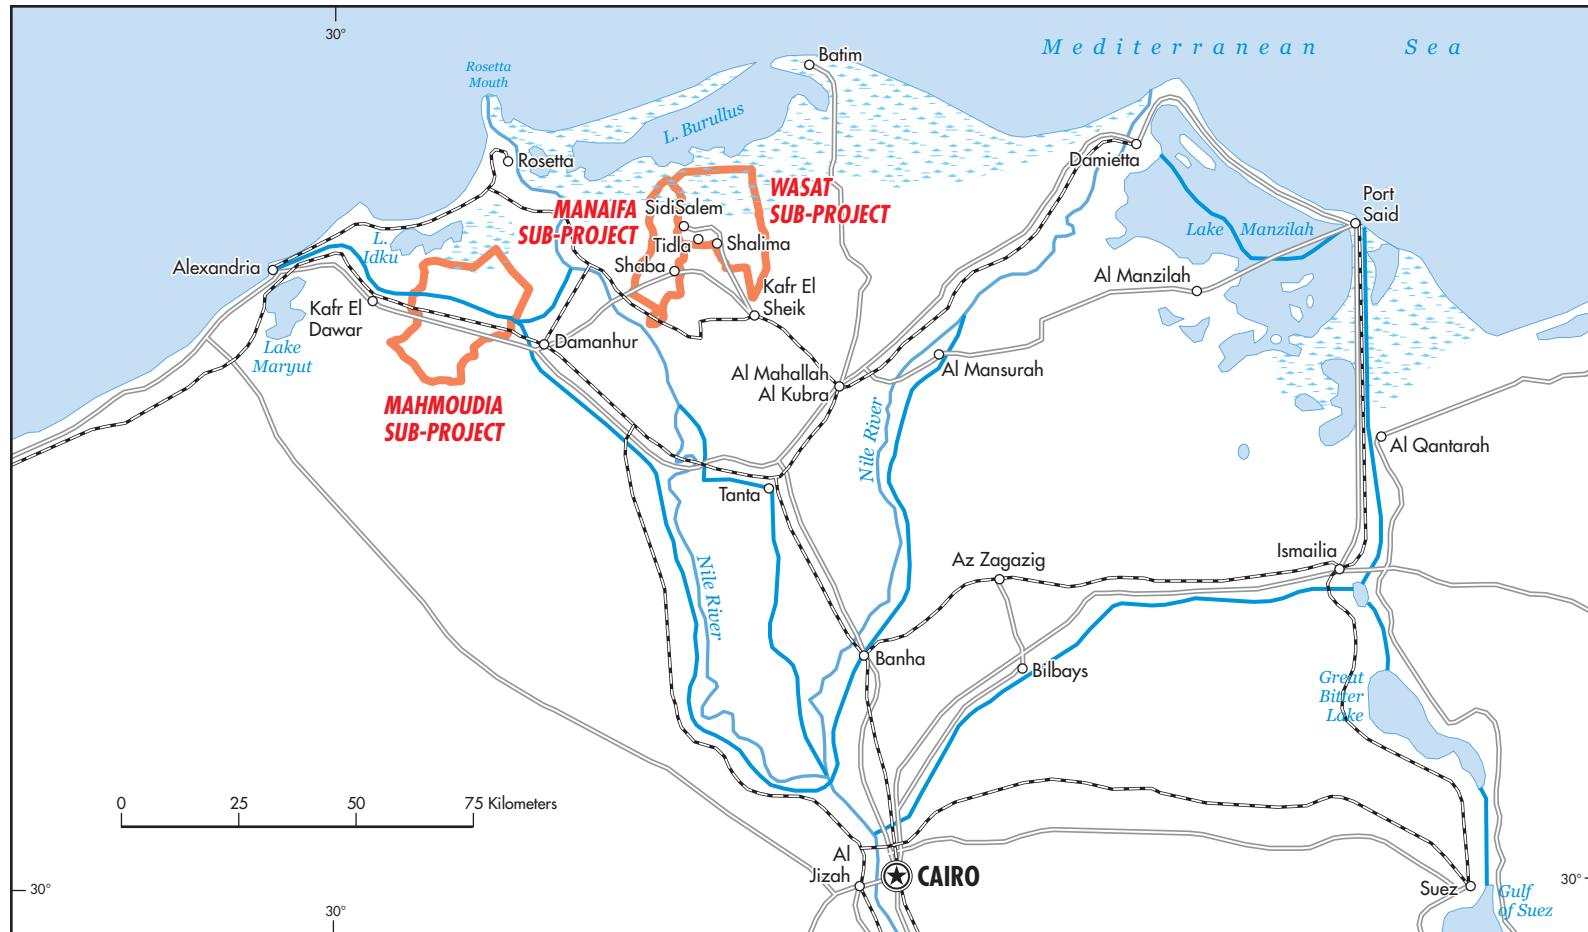 30°
Mediterranean Sea
Batim
Rosetta
Mouth
L. Burullus
Rosetta
Damietta
WASAT
SUB-PROJECT
MANAIFA
SUB-PROJECT
SidiSalem
Tidla
Shalima
Shaba
Port
Said
Lake Manzilah
L.
Idku
Alexandria
Al Manzilah
Kafr El
Dawar
Kafr El
Sheik
Damanhur
Lake
Maryut
Al Mahallah
Al Kubra
Al Mansurah
MAHMOUDIA
SUB-PROJECT
Nile River
Al Qantarah
Tanta
Nile River
Az Zagazig
Ismailia
Banha
Bilbays
Great
Bitter
Lake
0 25 50 75 Kilometers
Al
Jizah
CAIRO
Suez
Gulf
of Suez
30°
30°
30°